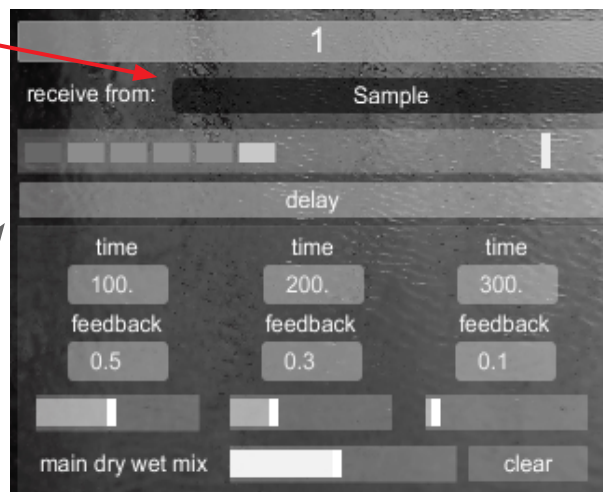 1
receive from: Sample
delay
time time time
100. 200. 300.
feedback feedback feedback
0.5 0.3 0.1
main dry wet mix clear